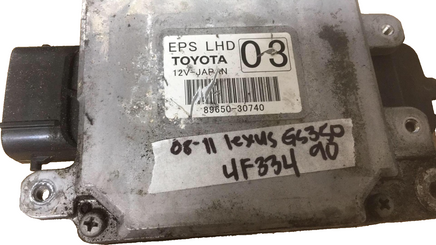 EPS LHD
TOYOTA
12V-JAPAN
03
89650-30740
08-11 lexus GS350
4F334 90